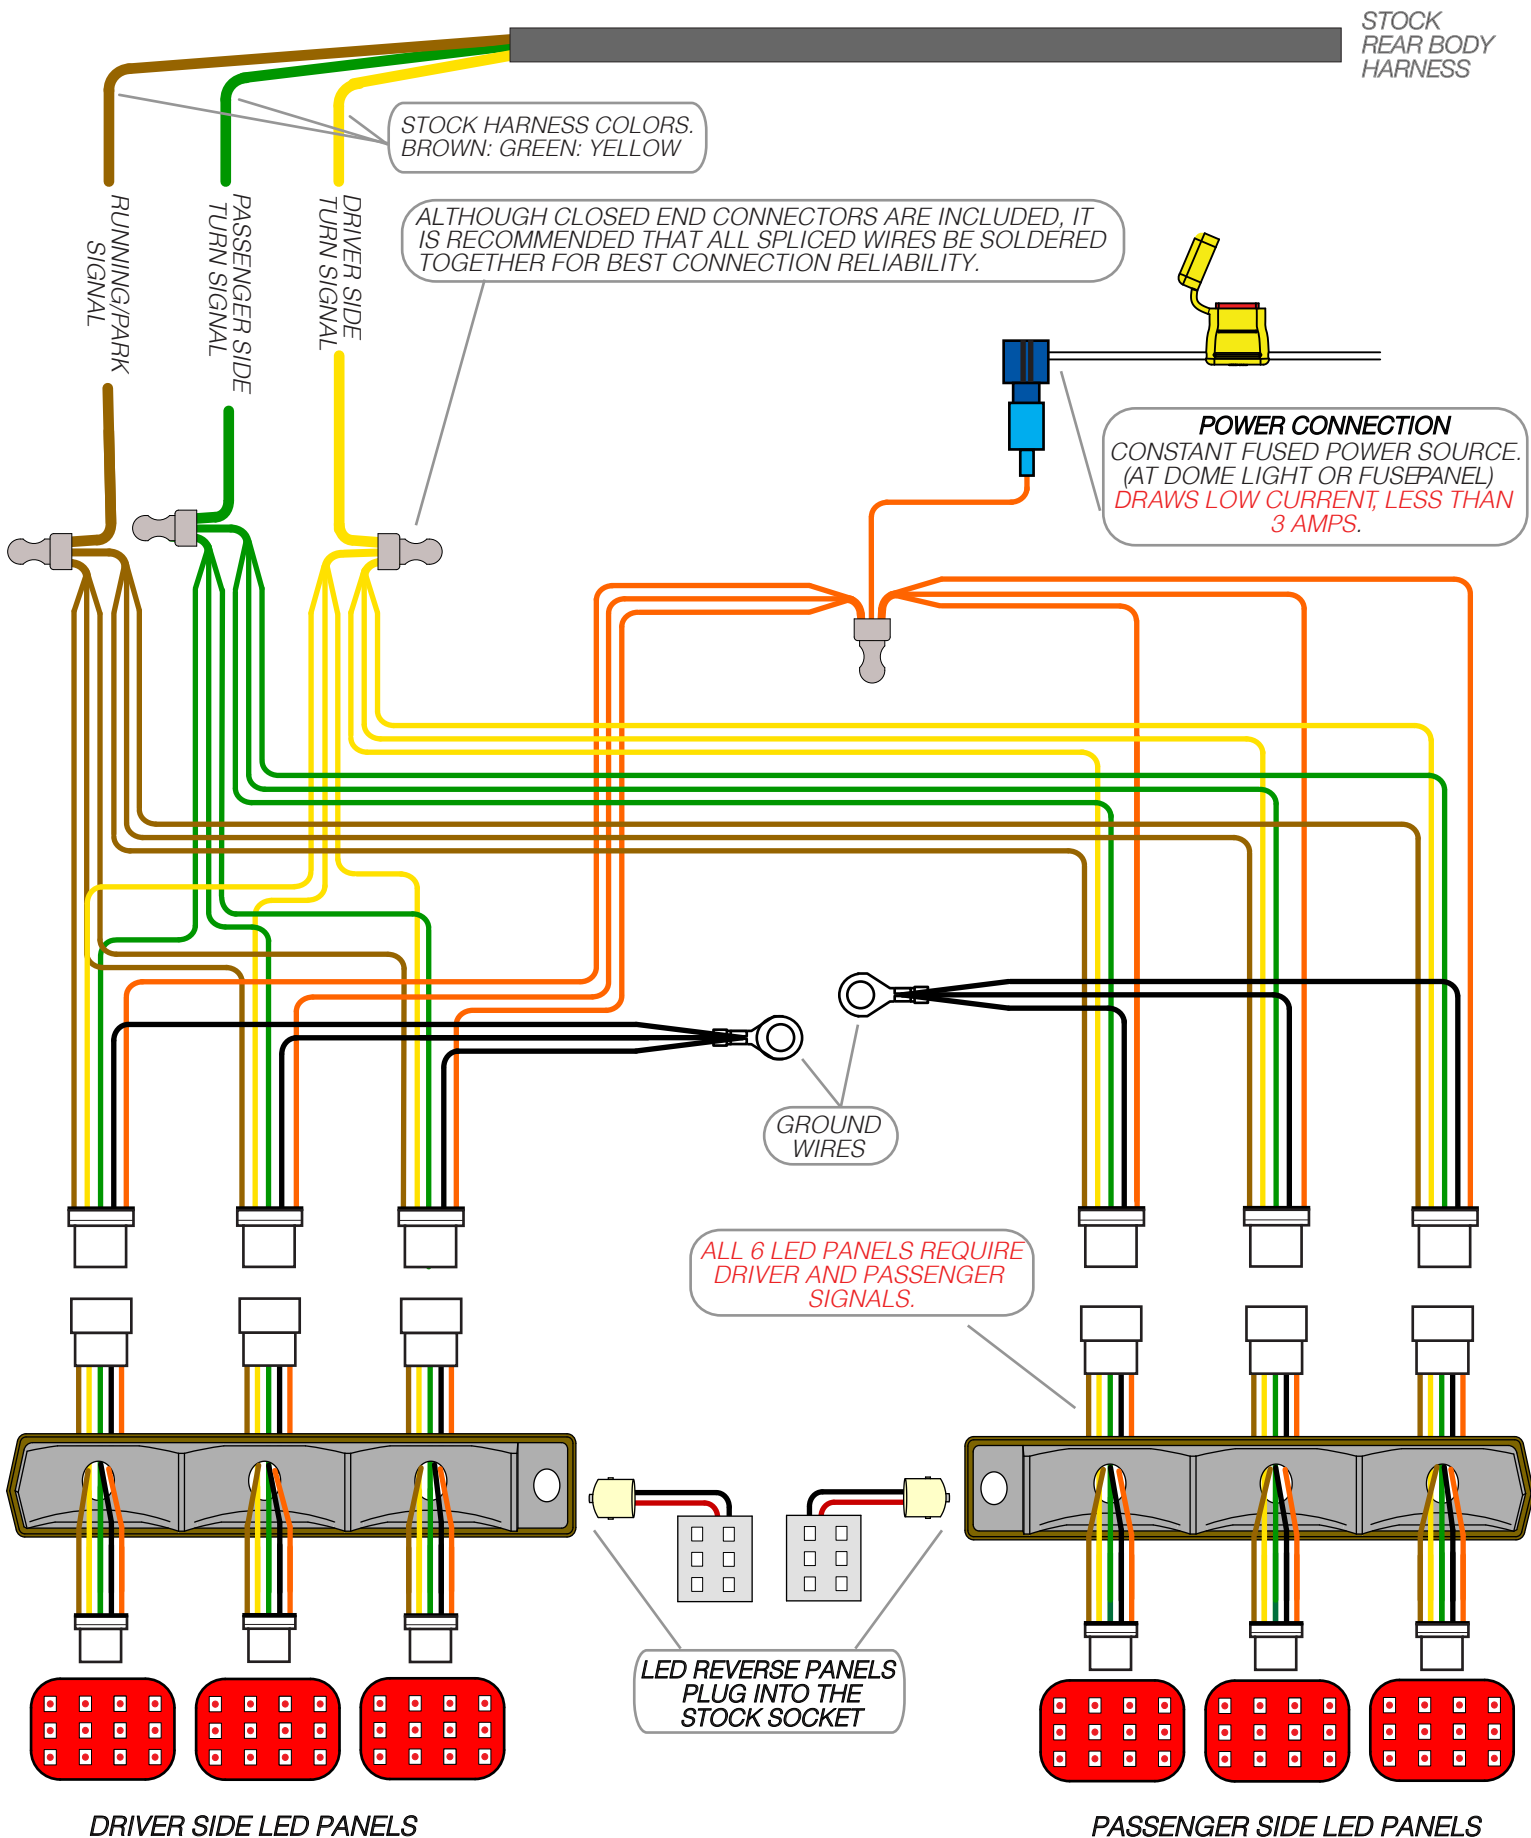 STOCK
REAR BODY
HARNESS
STOCK HARNESS COLORS.
BROWN: GREEN: YELLOW
RUNNING/PARK
SIGNAL
PASSENGER SIDE
TURN SIGNAL
DRIVER SIDE
TURN SIGNAL
ALTHOUGH CLOSED END CONNECTORS ARE INCLUDED, IT
IS RECOMMENDED THAT ALL SPLICED WIRES BE SOLDERED
TOGETHER FOR BEST CONNECTION RELIABILITY.
POWER CONNECTION
CONSTANT FUSED POWER SOURCE.
(AT DOME LIGHT OR FUSEPANEL)
DRAWS LOW CURRENT, LESS THAN
3 AMPS.
GROUND
WIRES
ALL 6 LED PANELS REQUIRE
DRIVER AND PASSENGER
SIGNALS.
LED REVERSE PANELS
PLUG INTO THE
STOCK SOCKET
DRIVER SIDE LED PANELS
PASSENGER SIDE LED PANELS